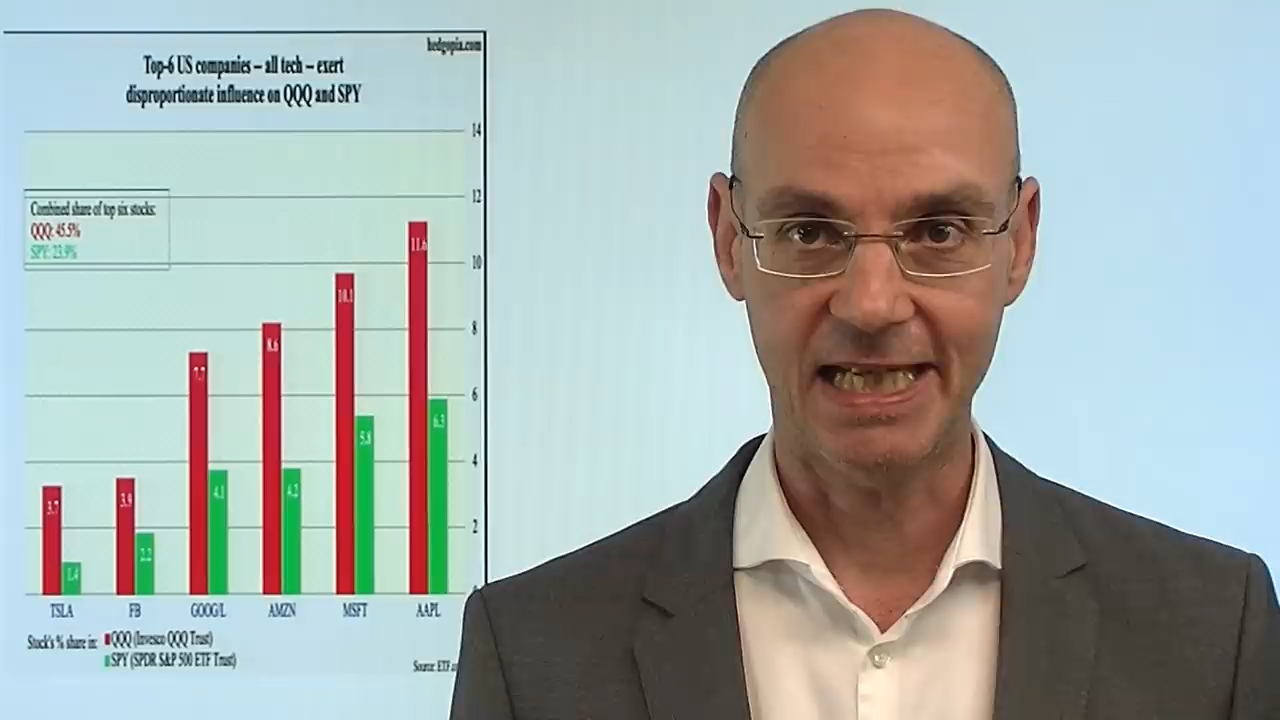 hedgopia.com
Top-6 US companies – all tech – exert
disproportionate influence on QQQ and SPY
14
12
Combined share of top six stocks:
QQQ: 45.5%
SPY: 23.9%
11.6
10
10.1
8
8.6
7.7
6
6.3
5.8
4
4.1
4.2
3.7
3.9
2
2.2
1.4
TSLA FB GOOG/L AMZN MSFT AAPL
Stock's % share in: QQQ (Invesco QQQ Trust)
SPY (SPDR S&P 500 ETF Trust)
Source: ETF